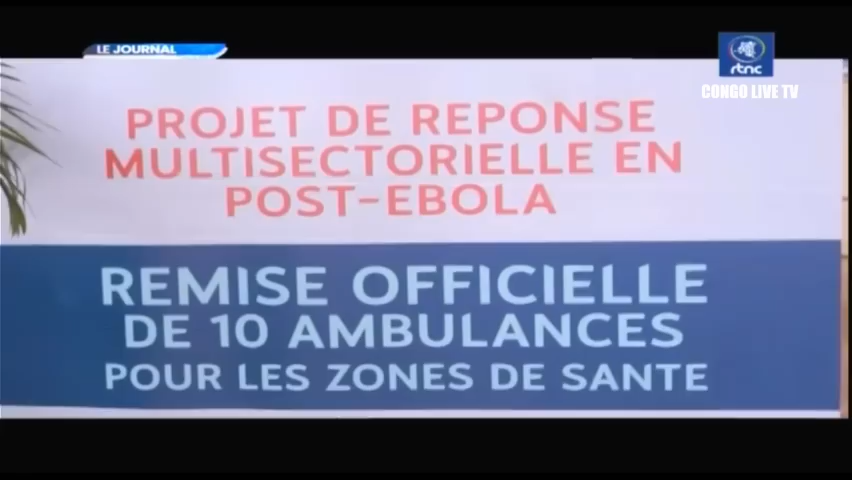 LE JOURNAL
rtnc
CONGO LIVE TV
PROJET DE REPONSE
MULTISECTORIELLE EN
POST-EBOLA
REMISE OFFICIELLE
DE 10 AMBULANCES
POUR LES ZONES DE SANTE